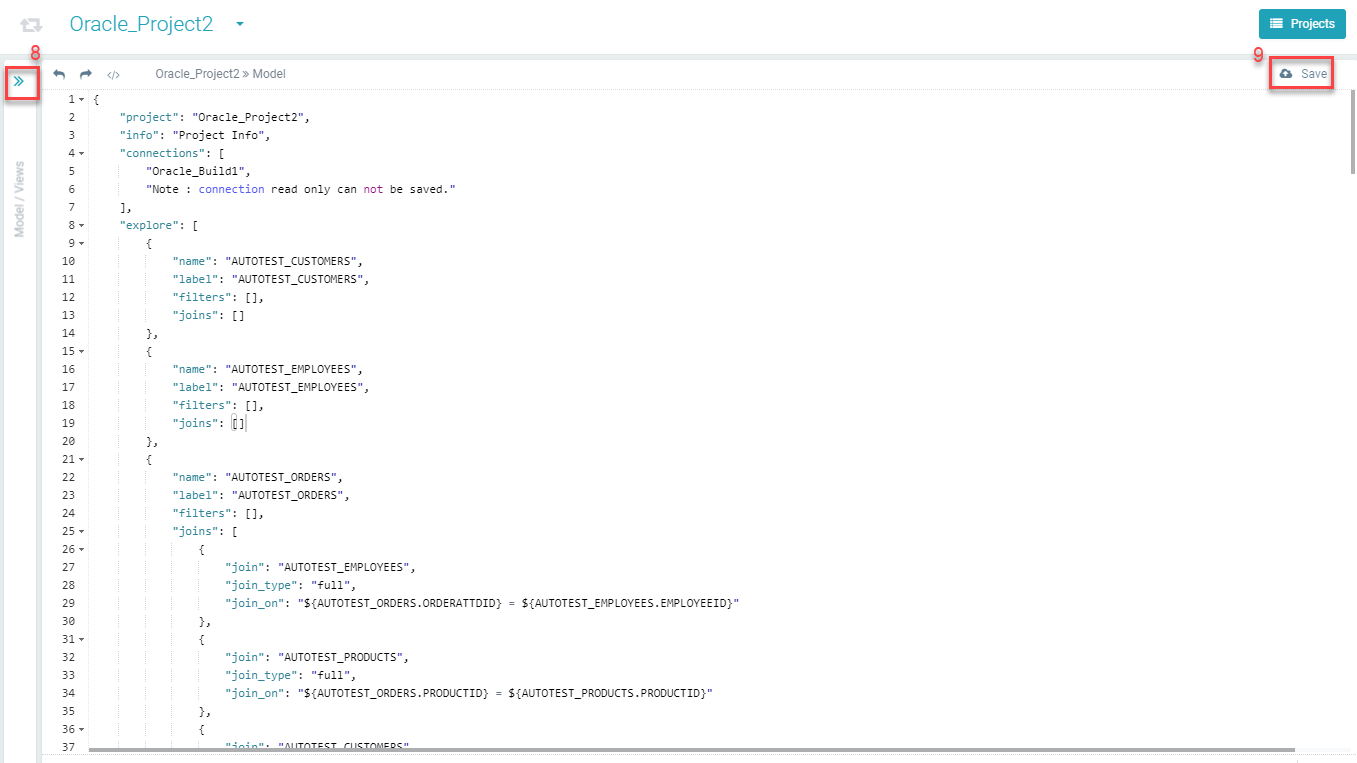 Oracle_Project2
Projects
8
9
</> Oracle_Project2 » Model
Save
Model / Views
1 {
2 "project": "Oracle_Project2",
3 "info": "Project Info",
4 "connections": [
5 "Oracle_Build1",
6 "Note : connection read only can not be saved."
7 ],
8 "explore": [
9 {
10 "name": "AUTOTEST_CUSTOMERS",
11 "label": "AUTOTEST_CUSTOMERS",
12 "filters": [],
13 "joins": []
14 },
15 {
16 "name": "AUTOTEST_EMPLOYEES",
17 "label": "AUTOTEST_EMPLOYEES",
18 "filters": [],
19 "joins": []
20 },
21 {
22 "name": "AUTOTEST_ORDERS",
23 "label": "AUTOTEST_ORDERS",
24 "filters": [],
25 "joins": [
26 {
27 "join": "AUTOTEST_EMPLOYEES",
28 "join_type": "full",
29 "join_on": "${AUTOTEST_ORDERS.ORDERATTDID} = ${AUTOTEST_EMPLOYEES.EMPLOYEEID}"
30 },
31 {
32 "join": "AUTOTEST_PRODUCTS",
33 "join_type": "full",
34 "join_on": "${AUTOTEST_ORDERS.PRODUCTID} = ${AUTOTEST_PRODUCTS.PRODUCTID}"
35 },
36 {
37 "join": "AUTOTEST_CUSTOMERS"